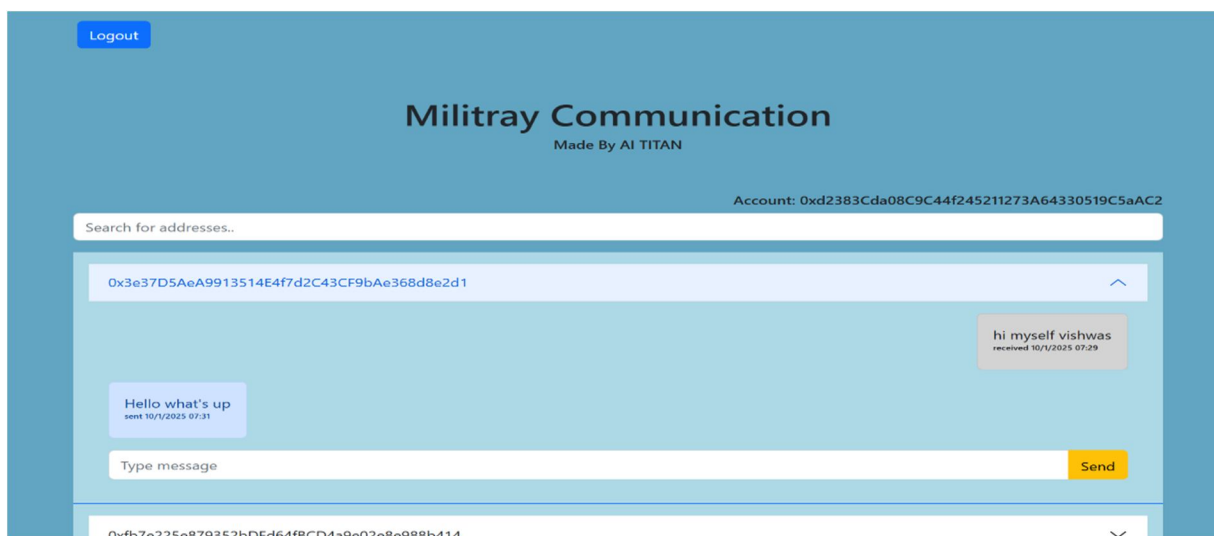 Logout
Militray Communication
Made By AI TITAN
Account: 0xd2383Cda08C9C44f245211273A64330519C5aAC2
Search for addresses..
0x3e37D5AeA9913514E4f7d2C43CF9bAe368d8e2d1
hi myself vishwas
received 10/1/2025 07:29
Hello what's up
sent 10/1/2025 07:31
Type message
Send